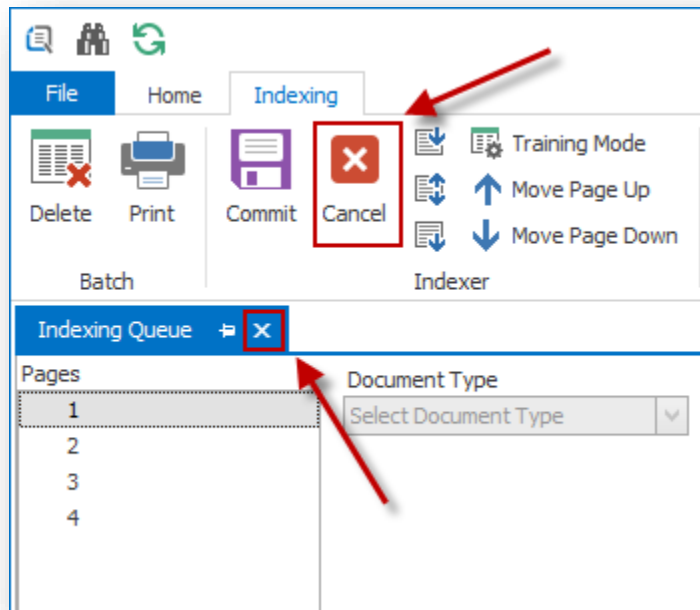 File Home Indexing
Training Mode
Move Page Up
Delete Print Commit Cancel
Move Page Down
Batch Indexer
Indexing Queue
Pages
Document Type
1
Select Document Type
2
3
4